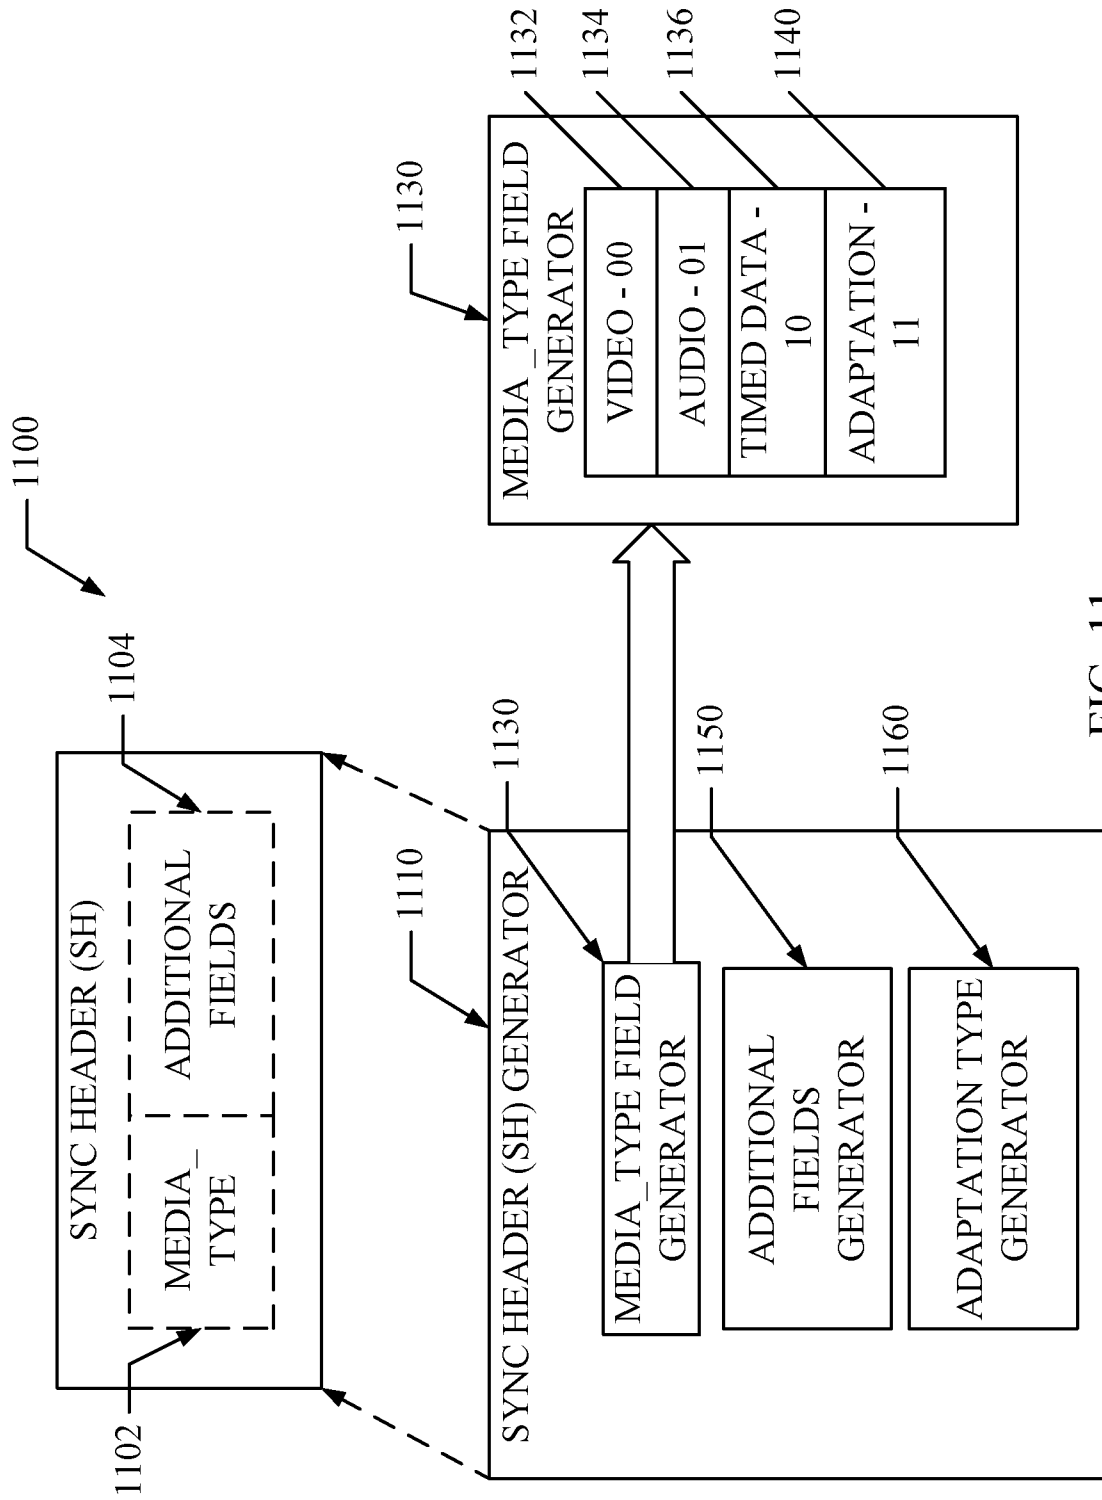 1100
SYNC HEADER (SH)
MEDIA_
TYPE
ADDITIONAL
FIELDS
1102
1104
1110
SYNC HEADER (SH) GENERATOR
1130
MEDIA_TYPE FIELD
GENERATOR
1150
ADDITIONAL
FIELDS
GENERATOR
1160
ADAPTATION TYPE
GENERATOR
1130
MEDIA_TYPE FIELD
GENERATOR
VIDEO - 00
1132
AUDIO - 01
1134
TIMED DATA -
10
1136
ADAPTATION -
11
1140
FIG. 11